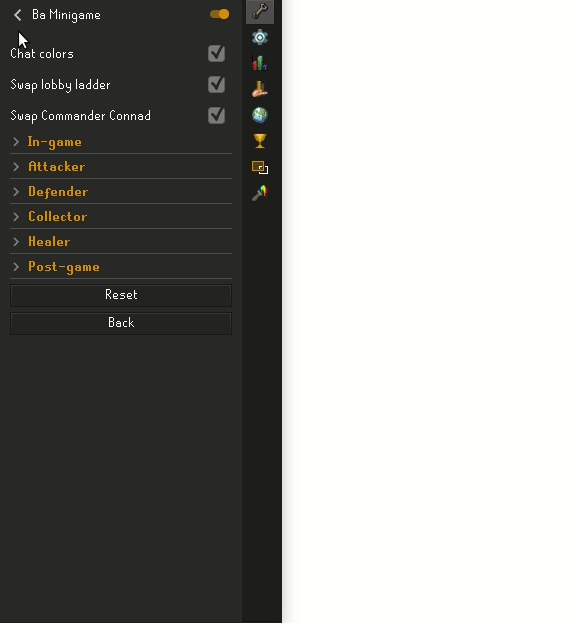 Ba Minigame
Chat colors
Swap lobby ladder
Swap Commander Connad
In-game
Attacker
Defender
Collector
Healer
Post-game
Reset
Back